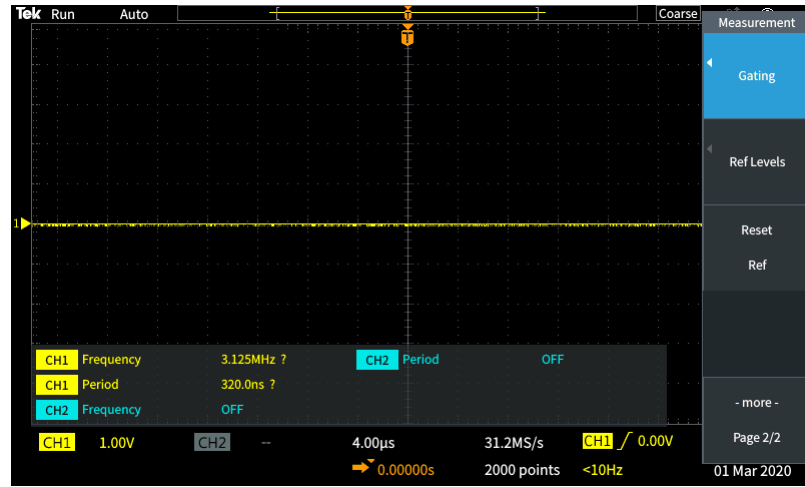 Tek Run Auto T Coarse
T
Measurement
Gating
Ref Levels
Reset
Ref
- more -
Page 2/2
1
CH1 Frequency 3.125MHz ? CH2 Period OFF
CH1 Period 320.0ns ?
CH2 Frequency OFF
CH1 1.00V CH2 -- 4.00µs 31.2MS/s CH1 0.00V
0.00000s 2000 points <10Hz 01 Mar 2020